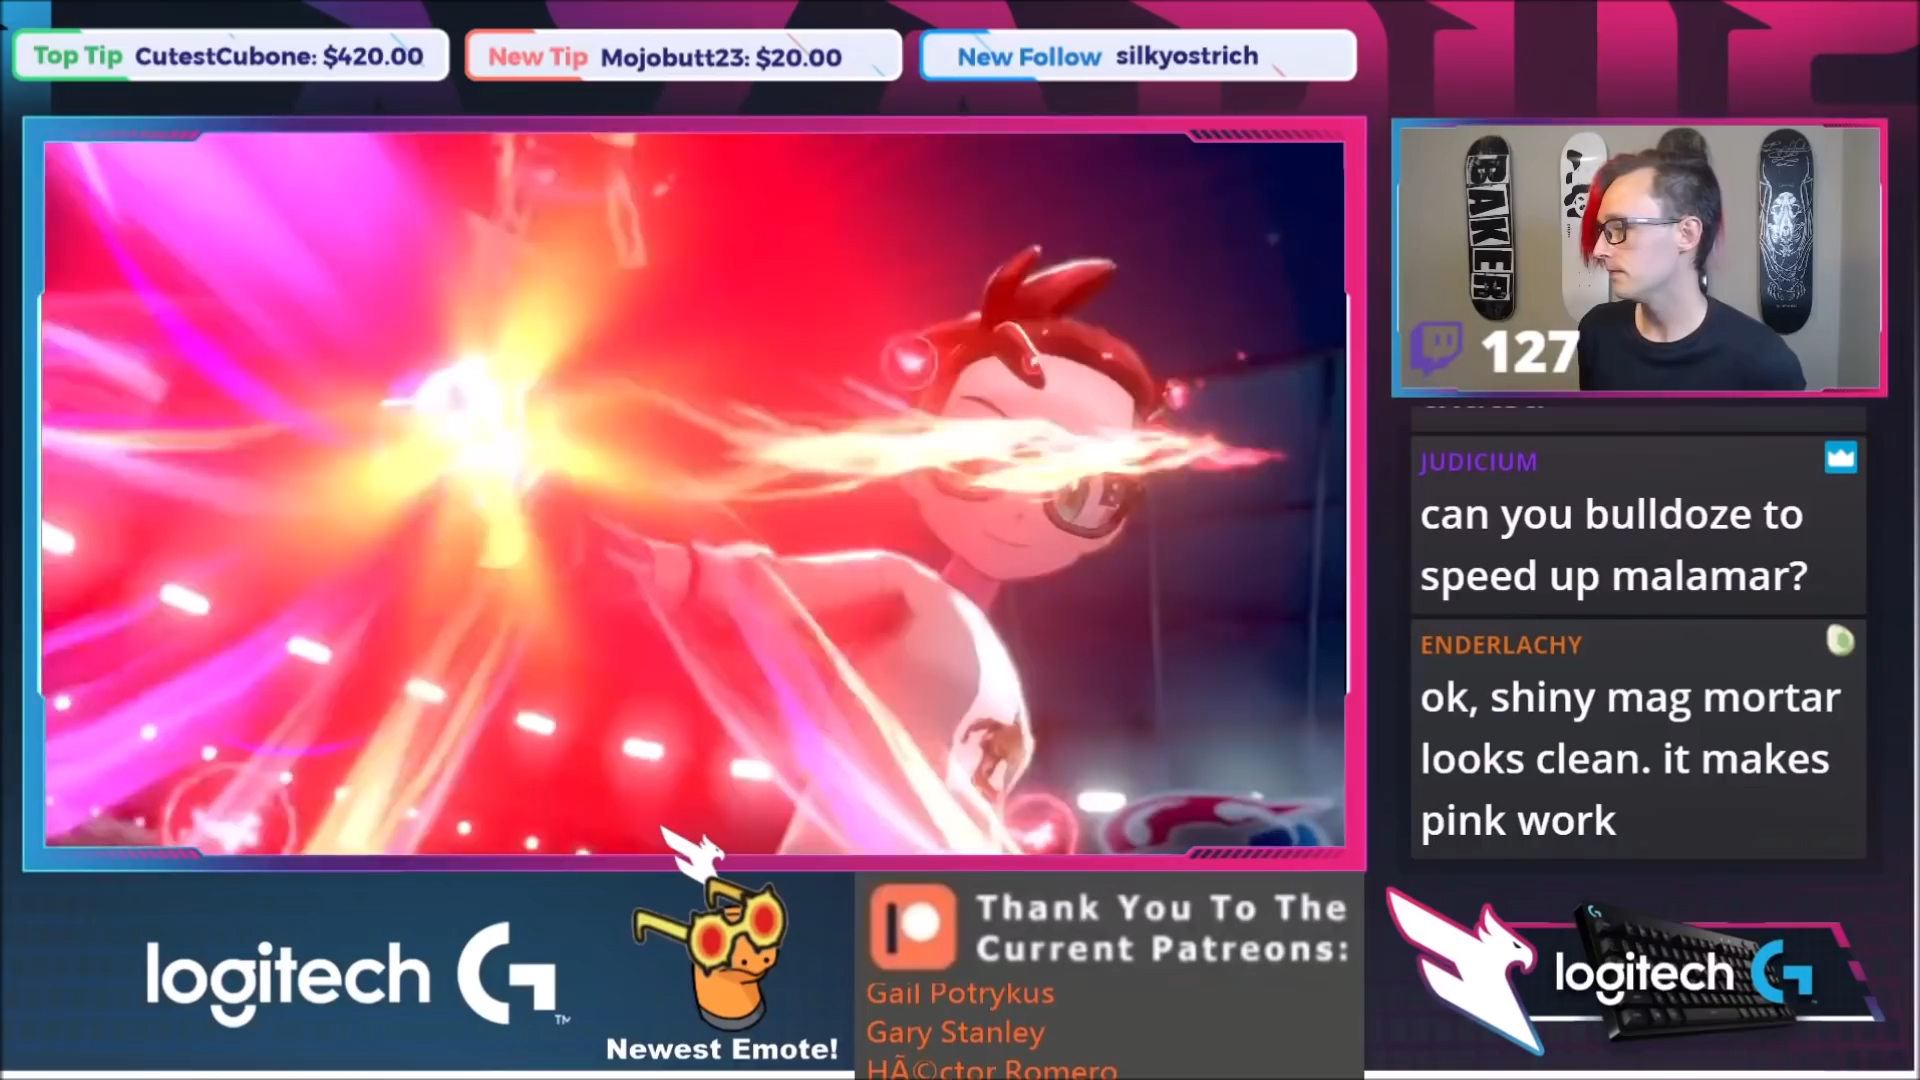 Top Tip CutestCubone: $420.00
New Tip Mojobutt23: $20.00
New Follow silkyostrich
BAKER
127
JUDICIUM
can you bulldoze to
speed up malamar?
ENDERLACHY
ok, shiny mag mortar
looks clean. it makes
pink work
logitech G TM
Newest Emote!
Thank You To The
Current Patreons:
Gail Potrykus
Gary Stanley
HÃ©ctor Romero
logitech G